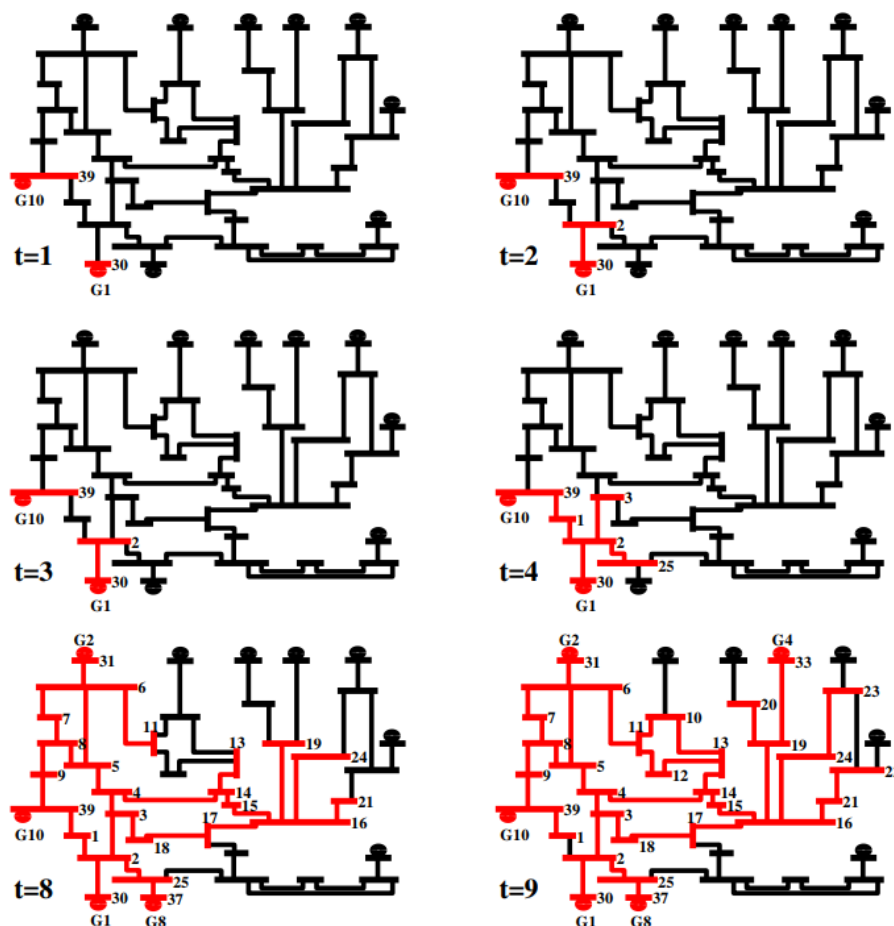 39
G10
t=1
30
G1
39
G10
2
t=2
30
G1
39
G10
2
t=3
30
G1
39 3
G10 1
2
t=4 25
30
G1
G2
31
6
7 11
8 13
19
5 24
9
4 14
39 3 15 21
G10 1 17 16
18
2
t=8 25
30 37
G1 G8
G2 G4
31 33
6 23
20
7 11 10
8 13
19
5 24
9 12
4 14
39 3 15 21
G10 1 17 16
18
2
t=9 25
30 37
G1 G8